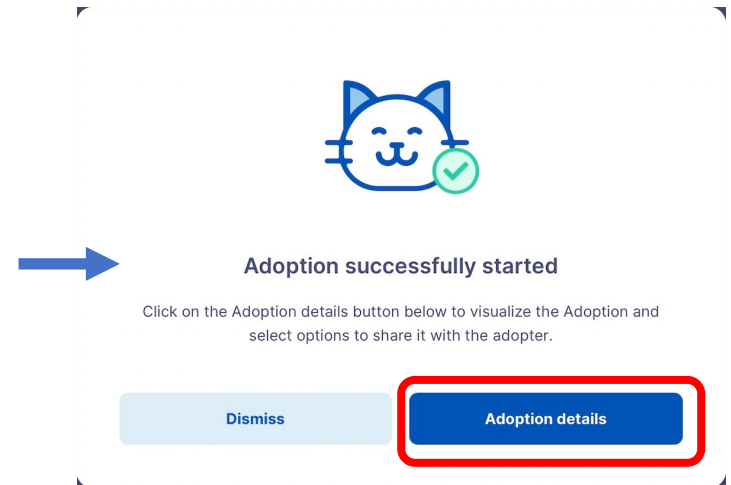 Adoption successfully started
Click on the Adoption details button below to visualize the Adoption and
select options to share it with the adopter.
Dismiss
Adoption details